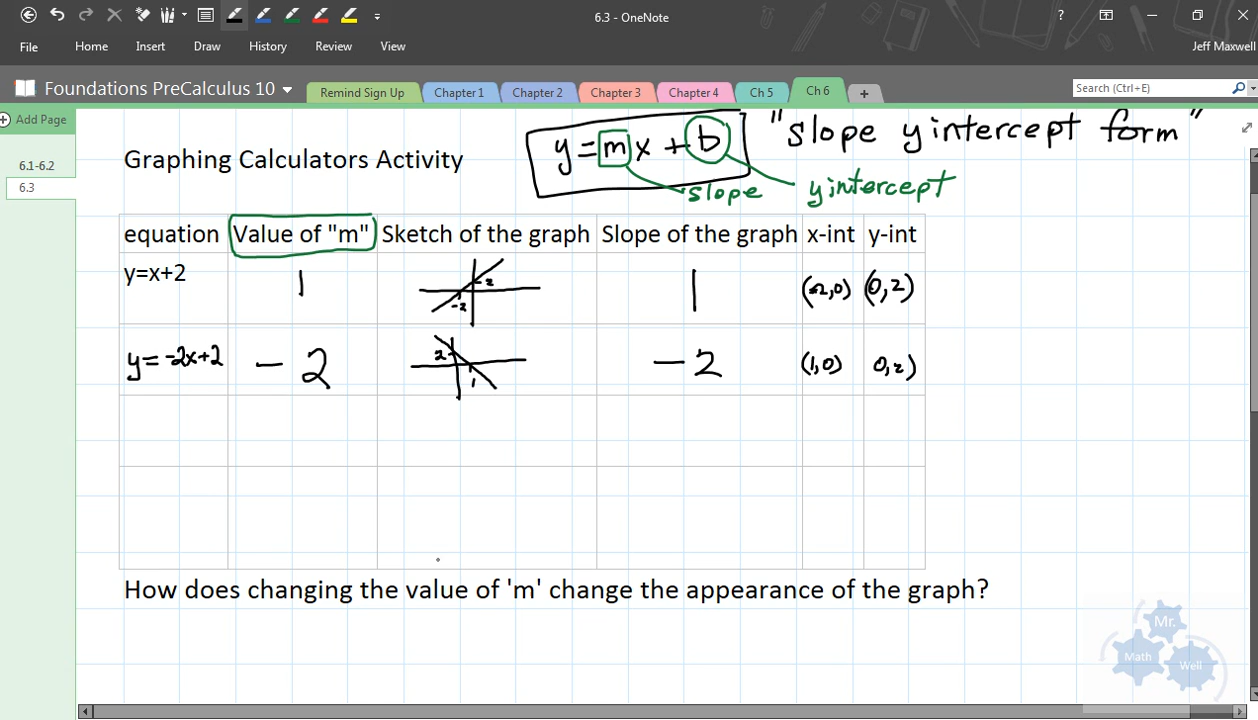 6.3 - OneNote
?
File Home Insert Draw History Review View Jeff Maxwell
Foundations PreCalculus 10 Remind Sign Up Chapter 1 Chapter 2 Chapter 3 Chapter 4 Ch 5 Ch 6 + Search (Ctrl+E)
Add Page
6.1-6.2
6.3
y=mx+b "slope y intercept form"
Graphing Calculators Activity
slope y intercept
equation Value of "m" Sketch of the graph Slope of the graph x-int y-int
y=x+2 1 2 -2 1 (-2,0) (0,2)
y=-2x+2 -2 2 1 -2 (1,0) 0,2)
How does changing the value of 'm' change the appearance of the graph?
Mr.
Math Well